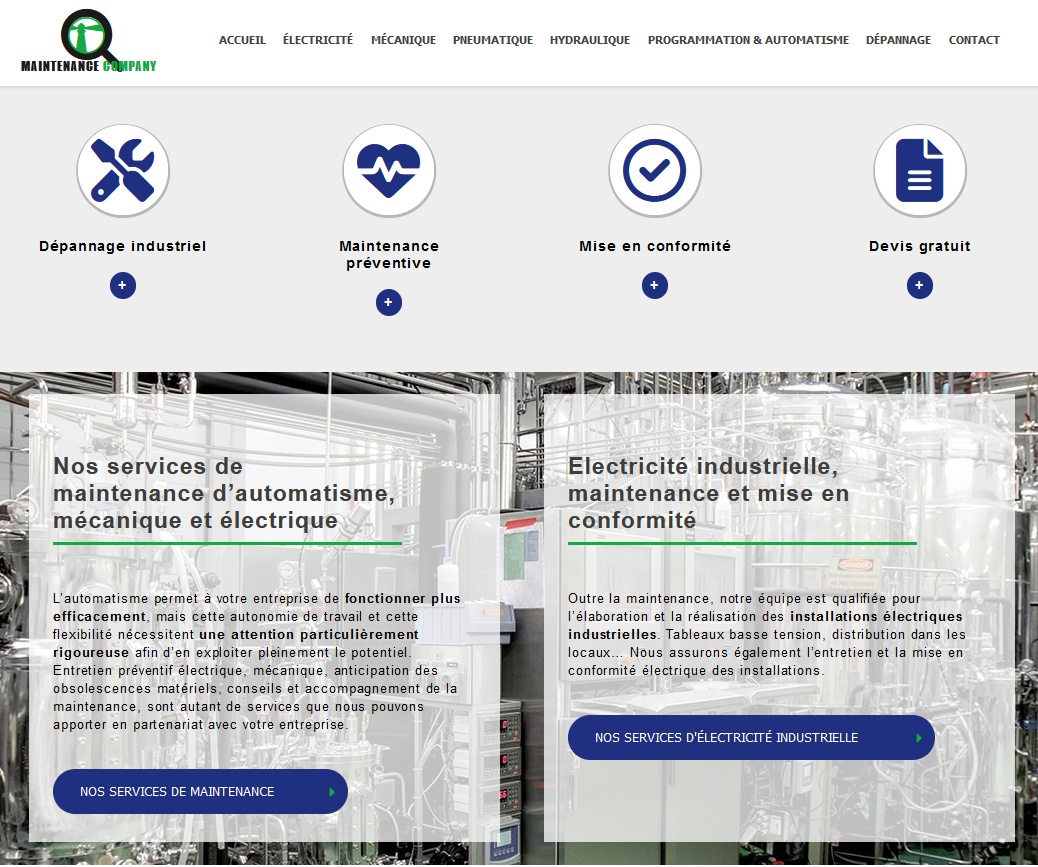 MAINTENANCE COMPANY
ACCUEIL ÉLECTRICITÉ MÉCANIQUE PNEUMATIQUE HYDRAULIQUE PROGRAMMATION & AUTOMATISME DÉPANNAGE CONTACT
Dépannage industriel
+
Maintenance
préventive
+
Mise en conformité
+
Devis gratuit
+
Nos services de
maintenance d’automatisme,
mécanique et électrique
L’automatisme permet à votre entreprise de fonctionner plus
efficacement, mais cette autonomie de travail et cette
flexibilité nécessitent une attention particulièrement
rigoureuse afin d’en exploiter pleinement le potentiel.
Entretien préventif électrique, mécanique, anticipation des
obsolescences matériels, conseils et accompagnement de la
maintenance, sont autant de services que nous pouvons
apporter en partenariat avec votre entreprise.
NOS SERVICES DE MAINTENANCE
Electricité industrielle,
maintenance et mise en
conformité
DANGER
Outre la maintenance, notre équipe est qualifiée pour
l’élaboration et la réalisation des installations électriques
industrielles. Tableaux basse tension, distribution dans les
locaux… Nous assurons également l’entretien et la mise en
conformité électrique des installations.
NOS SERVICES D'ÉLECTRICITÉ INDUSTRIELLE